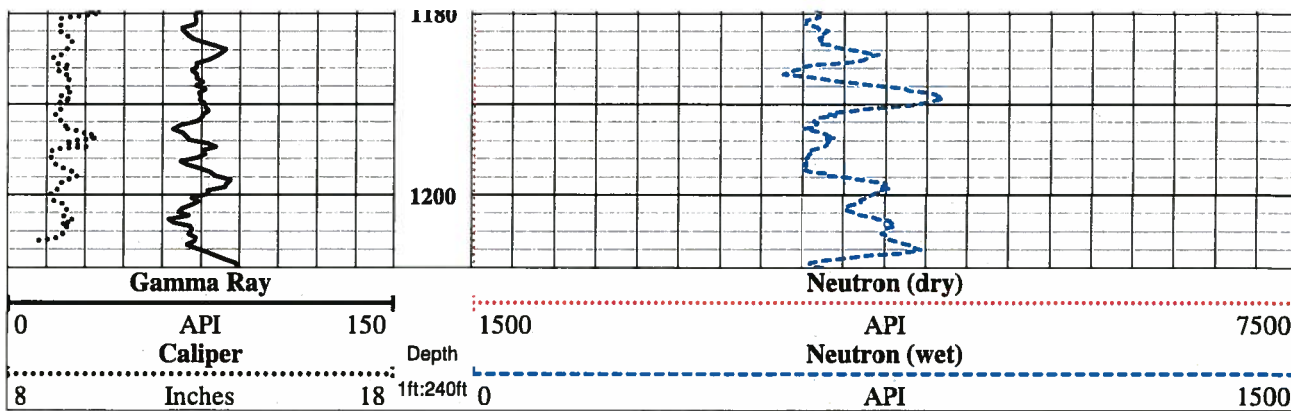 1180
1200
Gamma Ray
0 API 150
Caliper
8 Inches 18
Depth
1ft:240ft
Neutron (dry)
1500 API 7500
Neutron (wet)
0 API 1500